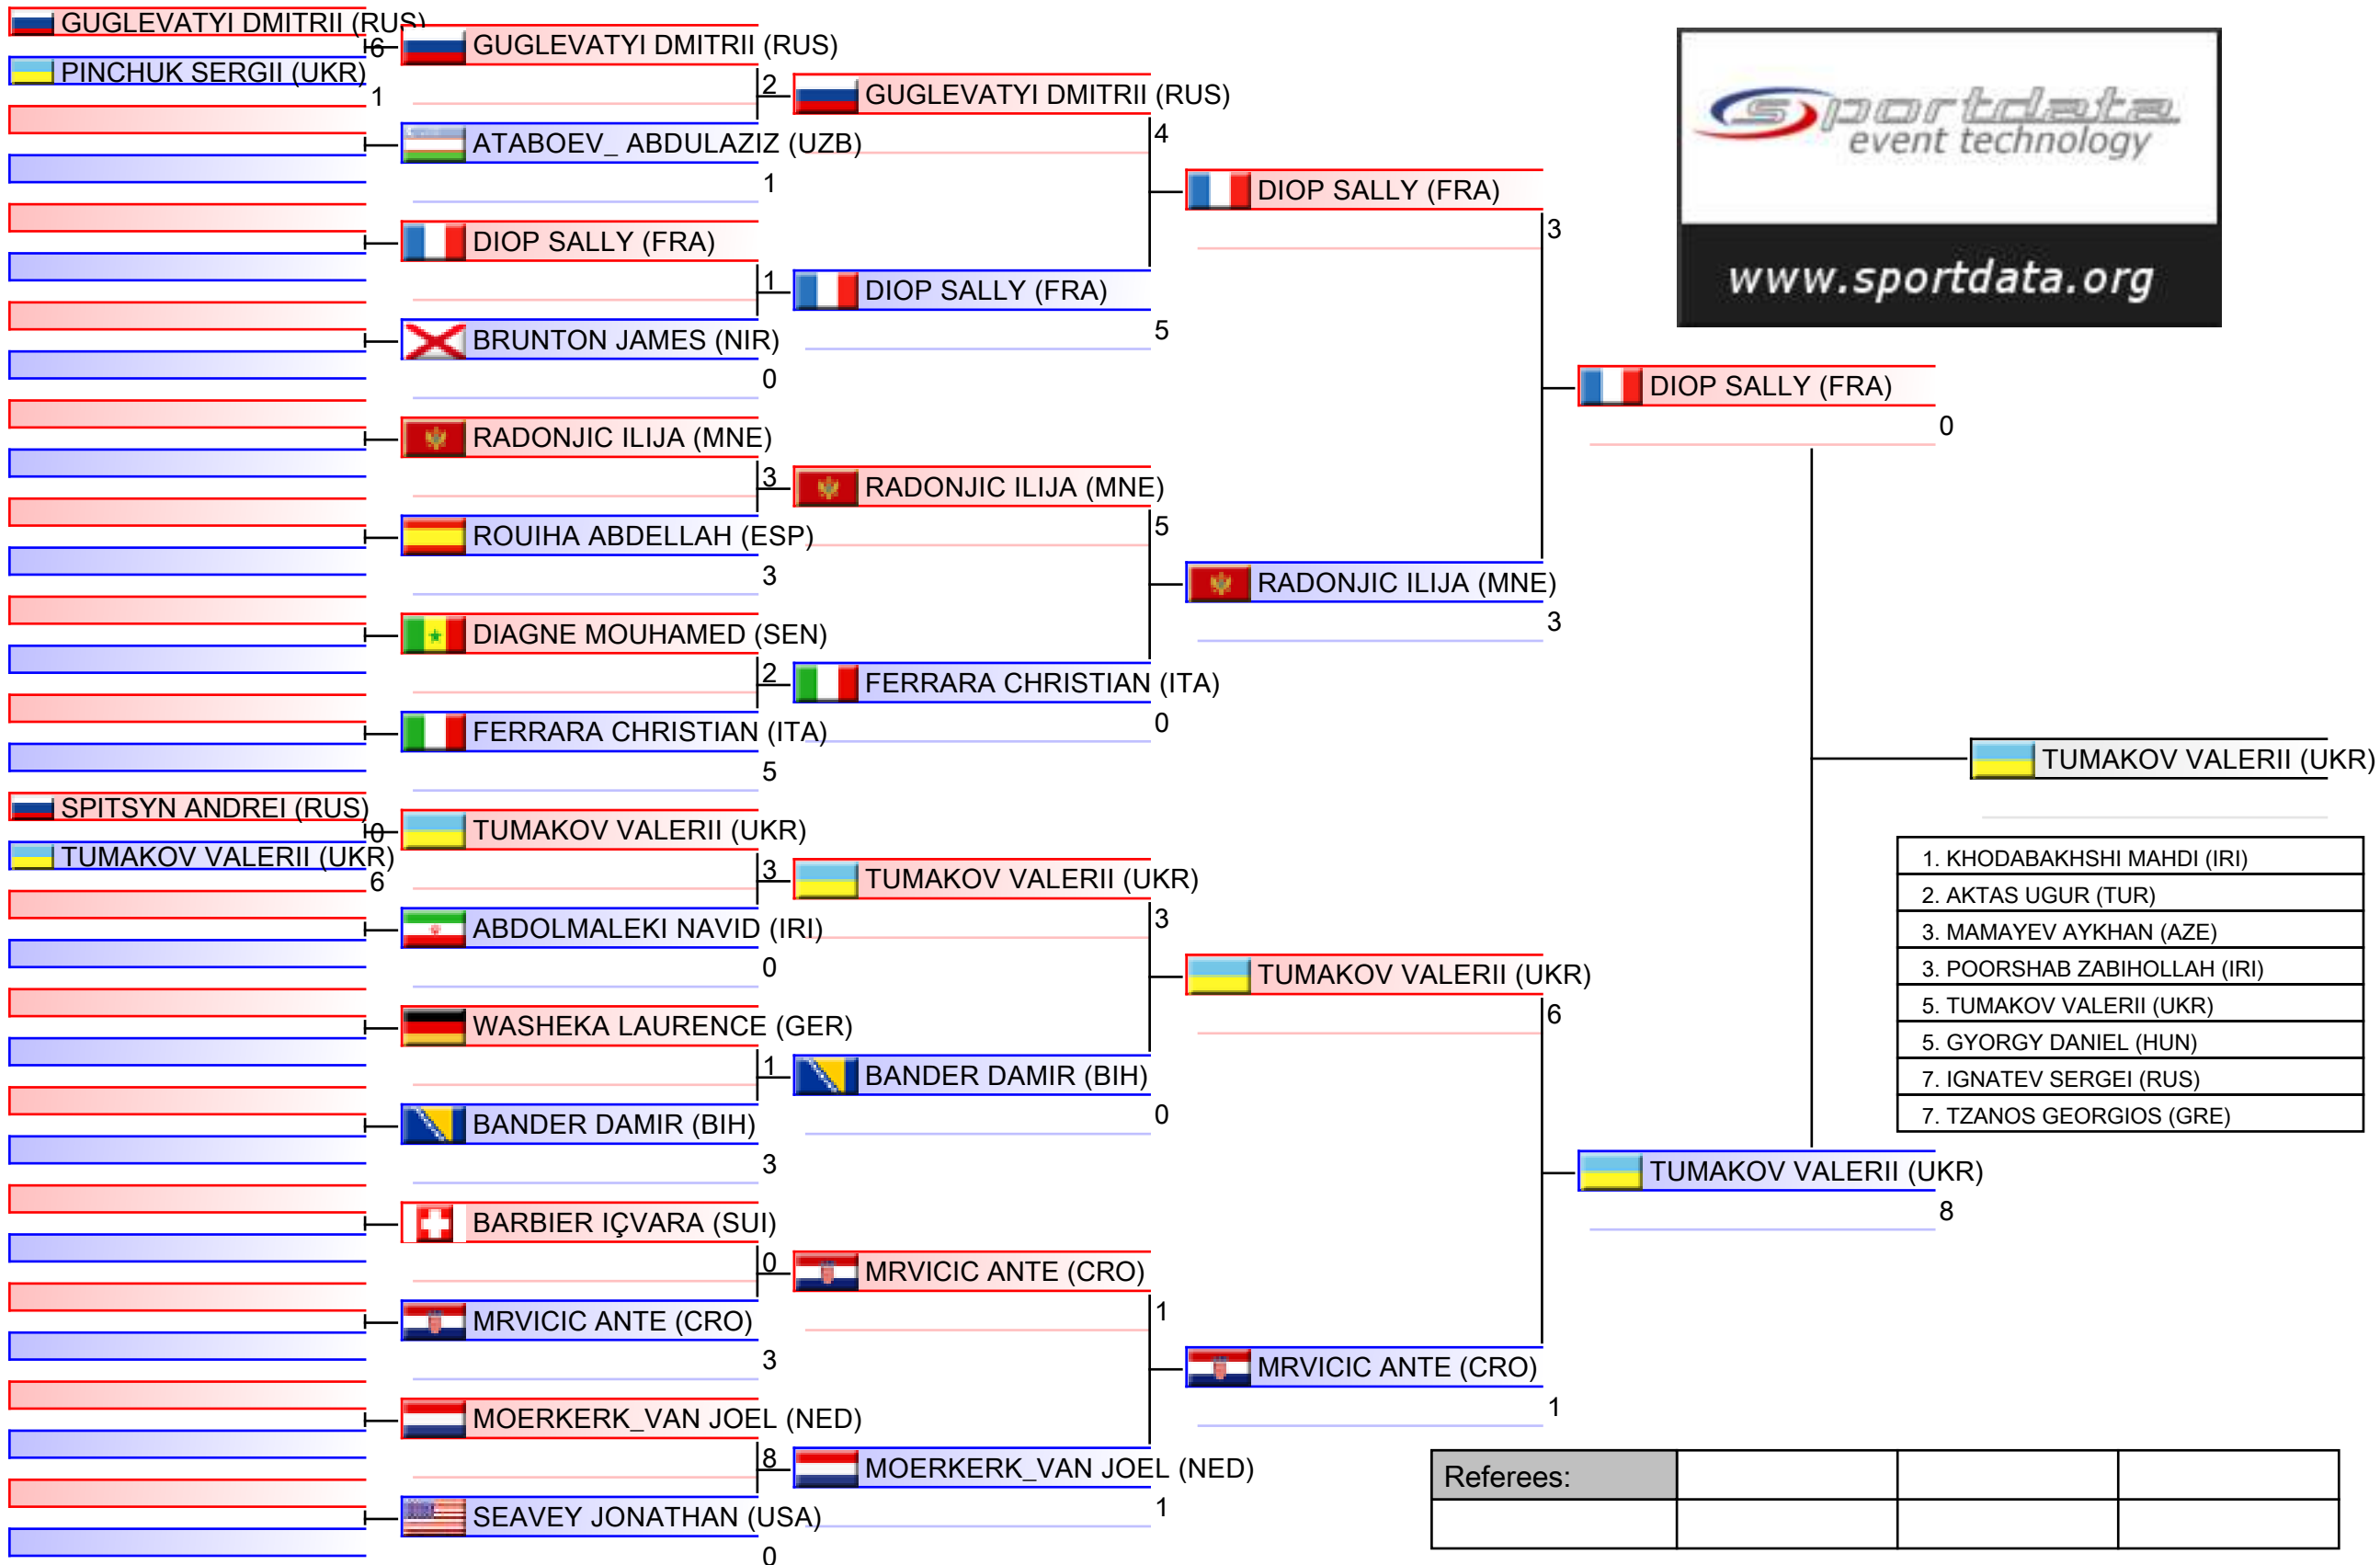 GUGLEVATYI DMITRII (RUS)
6
PINCHUK SERGII (UKR)
1
SPITSYN ANDREI (RUS)
0
TUMAKOV VALERII (UKR)
6
GUGLEVATYI DMITRII (RUS)
2
ATABOEV_ ABDULAZIZ (UZB)
1
DIOP SALLY (FRA)
1
BRUNTON JAMES (NIR)
0
RADONJIC ILIJA (MNE)
3
ROUIHA ABDELLAH (ESP)
3
DIAGNE MOUHAMED (SEN)
2
FERRARA CHRISTIAN (ITA)
5
TUMAKOV VALERII (UKR)
3
ABDOLMALEKI NAVID (IRI)
0
WASHEKA LAURENCE (GER)
1
BANDER DAMIR (BIH)
3
BARBIER IÇVARA (SUI)
0
MRVICIC ANTE (CRO)
3
MOERKERK_VAN JOEL (NED)
8
SEAVEY JONATHAN (USA)
0
GUGLEVATYI DMITRII (RUS)
4
DIOP SALLY (FRA)
5
RADONJIC ILIJA (MNE)
5
FERRARA CHRISTIAN (ITA)
0
TUMAKOV VALERII (UKR)
3
BANDER DAMIR (BIH)
0
MRVICIC ANTE (CRO)
1
MOERKERK_VAN JOEL (NED)
1
DIOP SALLY (FRA)
3
RADONJIC ILIJA (MNE)
3
TUMAKOV VALERII (UKR)
6
MRVICIC ANTE (CRO)
1
DIOP SALLY (FRA)
0
TUMAKOV VALERII (UKR)
8
TUMAKOV VALERII (UKR)
sportdata
event technology
www.sportdata.org
1. KHODABAKHSHI MAHDI (IRI)
2. AKTAS UGUR (TUR)
3. MAMAYEV AYKHAN (AZE)
3. POORSHAB ZABIHOLLAH (IRI)
5. TUMAKOV VALERII (UKR)
5. GYORGY DANIEL (HUN)
7. IGNATEV SERGEI (RUS)
7. TZANOS GEORGIOS (GRE)
Referees: